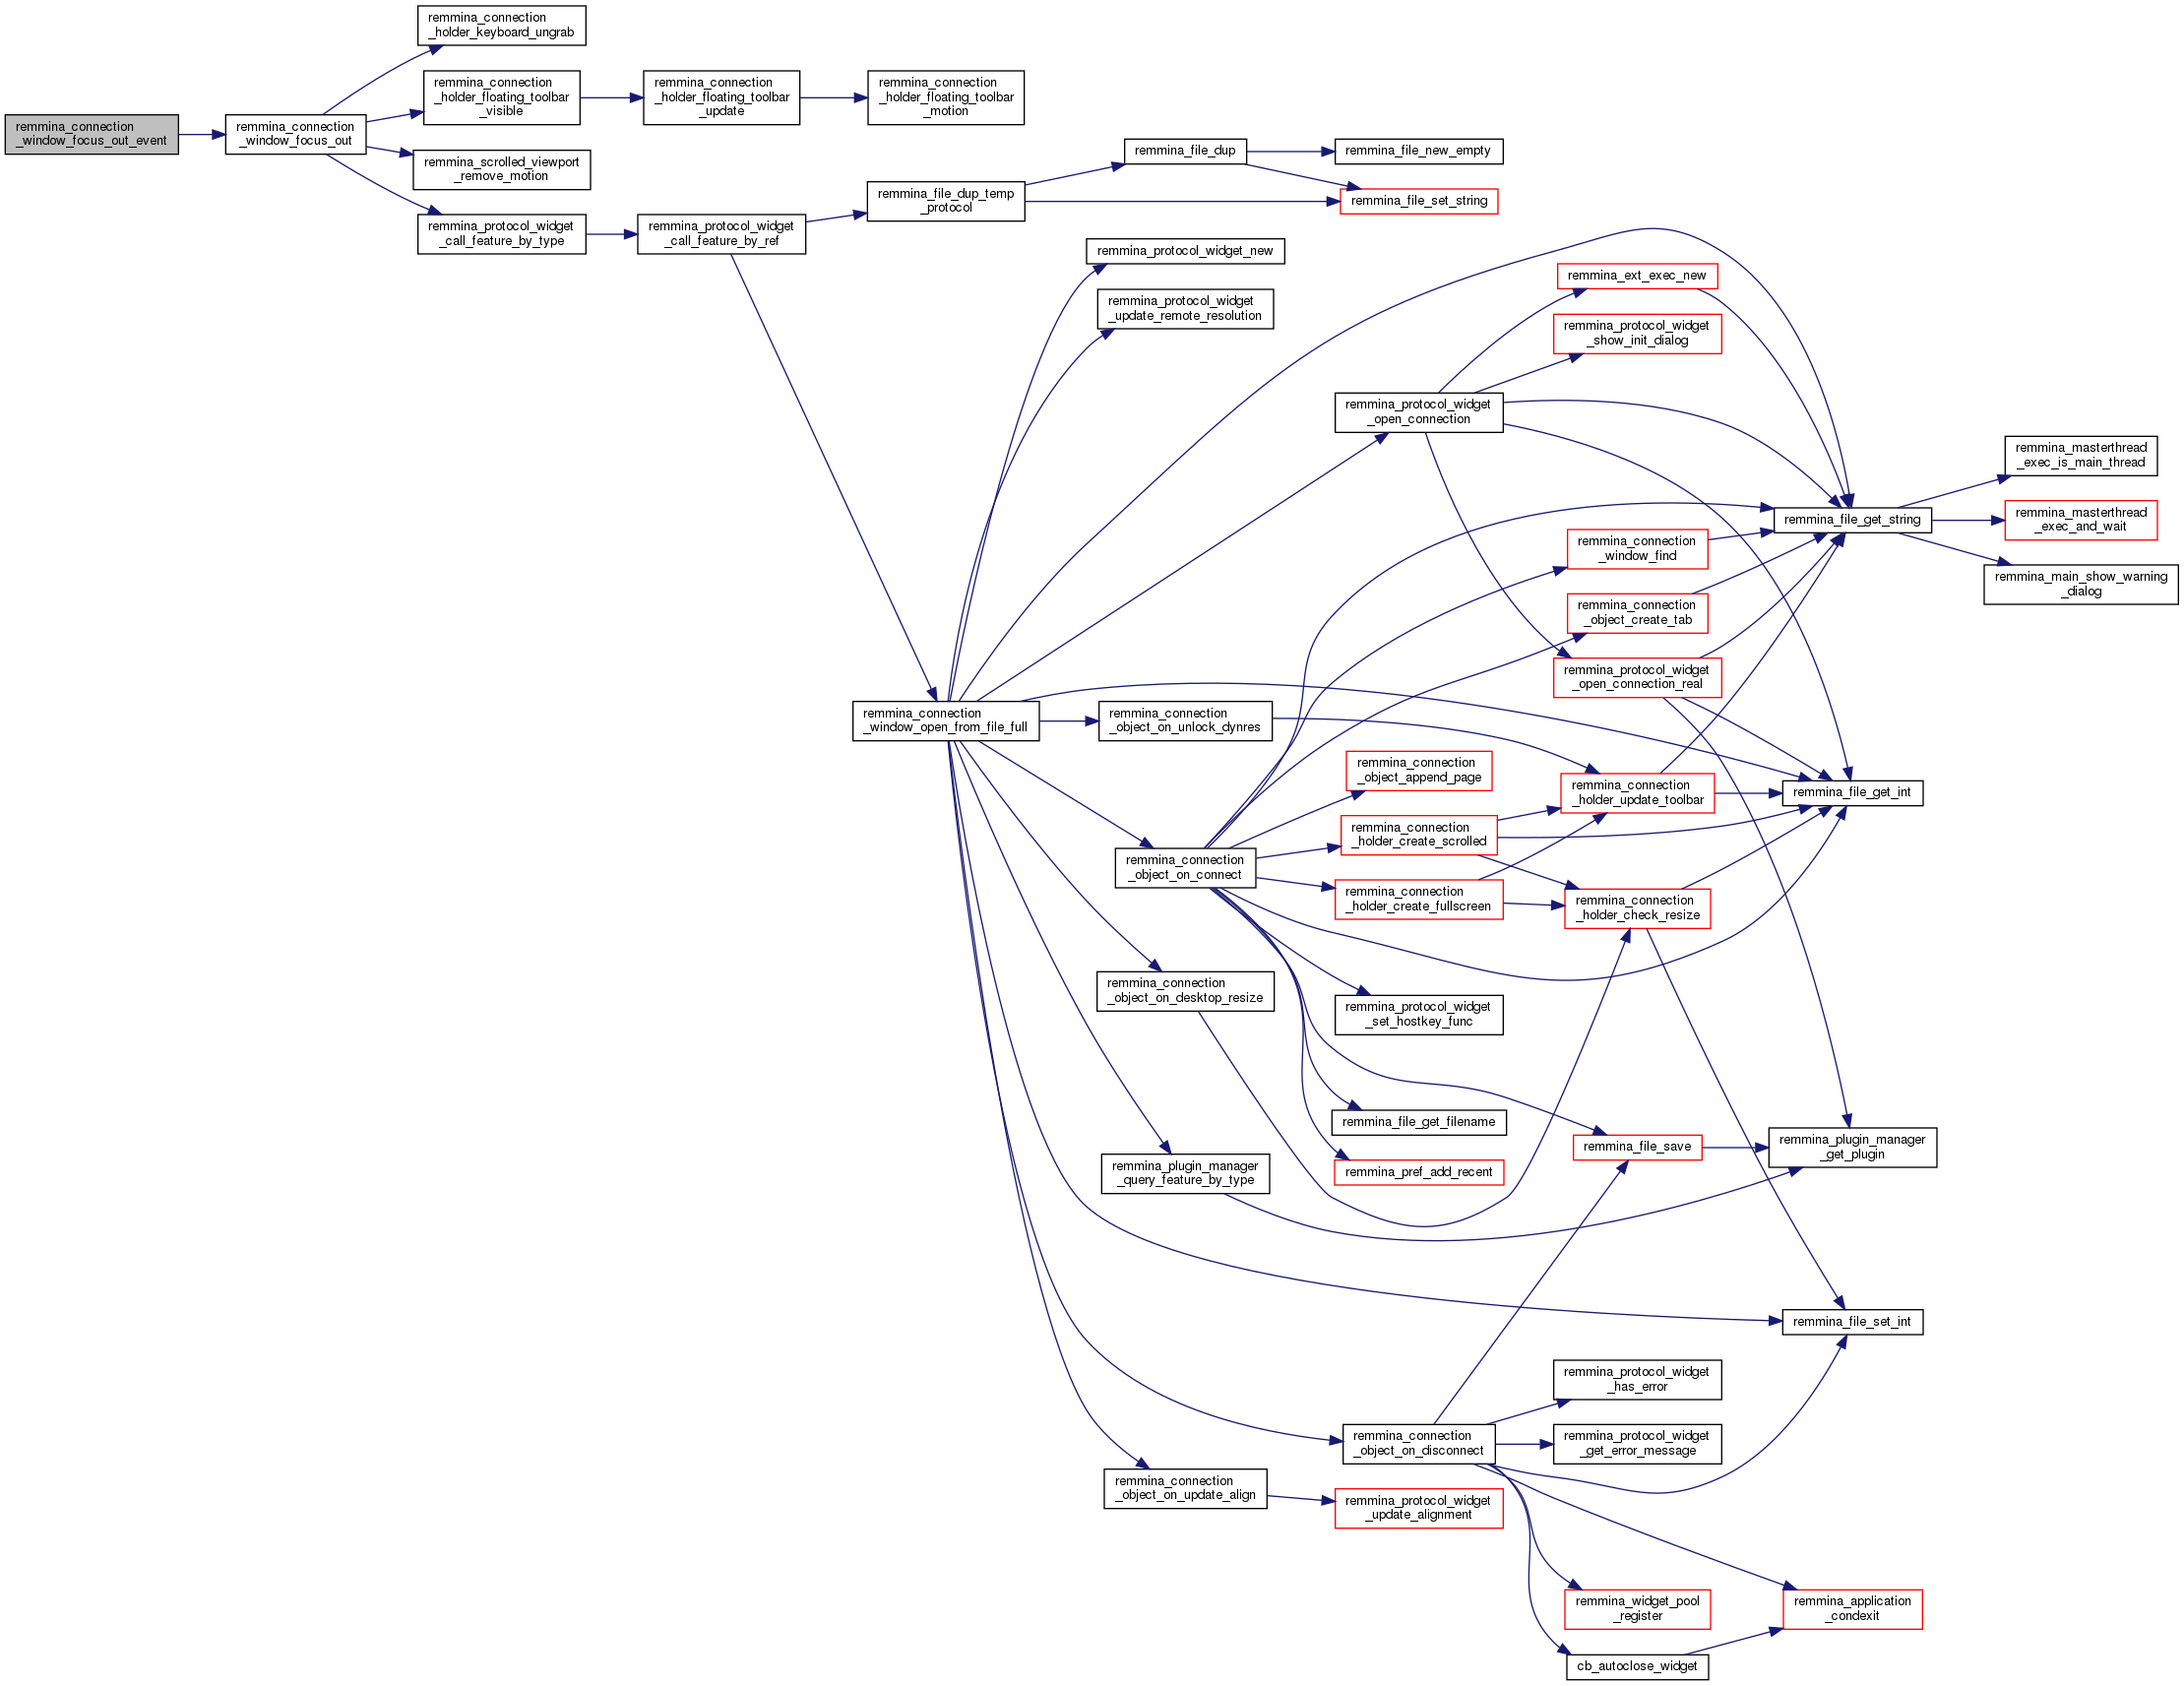 remmina_connection
_window_focus_out_event
remmina_connection
_window_focus_out
remmina_connection
_holder_keyboard_ungrab
remmina_connection
_holder_floating_toolbar
_visible
remmina_scrolled_viewport
_remove_motion
remmina_protocol_widget
_call_feature_by_type
remmina_connection
_holder_floating_toolbar
_update
remmina_connection
_holder_floating_toolbar
_motion
remmina_protocol_widget
_call_feature_by_ref
remmina_file_dup_temp
_protocol
remmina_file_dup
remmina_file_new_empty
remmina_file_set_string
remmina_connection
_window_open_from_file_full
remmina_protocol_widget_new
remmina_protocol_widget
_update_remote_resolution
remmina_protocol_widget
_open_connection
remmina_ext_exec_new
remmina_protocol_widget
_show_init_dialog
remmina_file_get_string
remmina_masterthread
_exec_is_main_thread
remmina_masterthread
_exec_and_wait
remmina_main_show_warning
_dialog
remmina_connection
_window_find
remmina_connection
_object_create_tab
remmina_protocol_widget
_open_connection_real
remmina_connection
_object_on_unlock_dynres
remmina_connection
_object_append_page
remmina_connection
_holder_update_toolbar
remmina_file_get_int
remmina_connection
_holder_create_scrolled
remmina_connection
_object_on_connect
remmina_connection
_holder_create_fullscreen
remmina_connection
_holder_check_resize
remmina_connection
_object_on_desktop_resize
remmina_protocol_widget
_set_hostkey_func
remmina_file_get_filename
remmina_file_save
remmina_plugin_manager
_get_plugin
remmina_pref_add_recent
remmina_plugin_manager
_query_feature_by_type
remmina_file_set_int
remmina_protocol_widget
_has_error
remmina_connection
_object_on_disconnect
remmina_protocol_widget
_get_error_message
remmina_connection
_object_on_update_align
remmina_protocol_widget
_update_alignment
remmina_widget_pool
_register
remmina_application
_condexit
cb_autoclose_widget